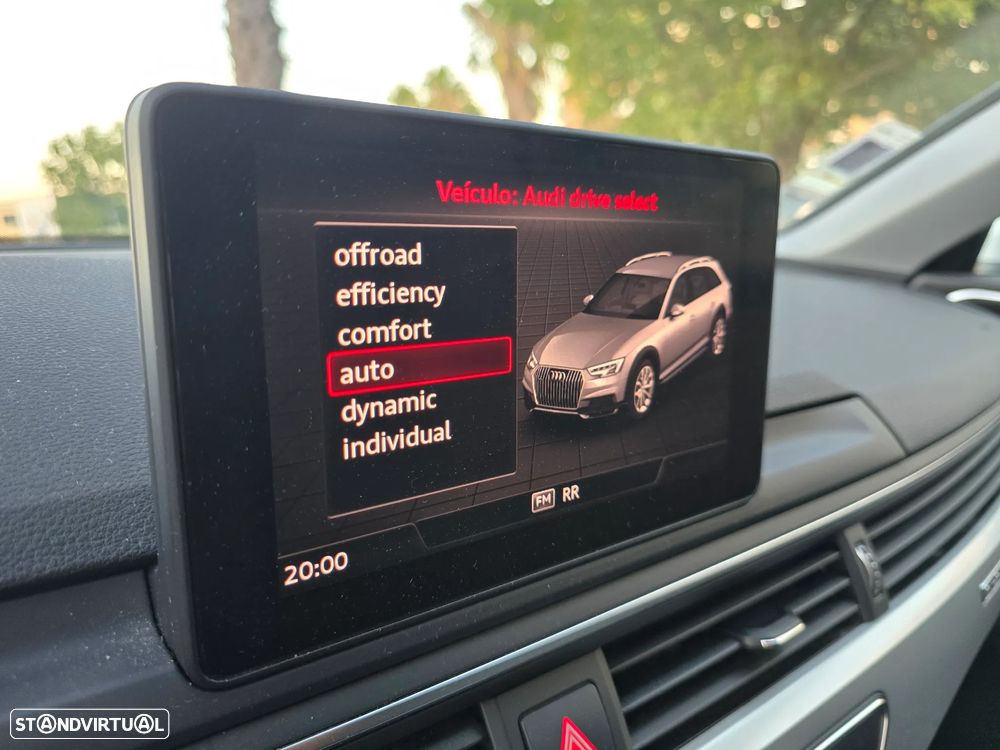 Veículo: Audi drive select
offroad
efficiency
comfort
auto
dynamic
individual
FM RR
20:00
STANDVIRTUAL